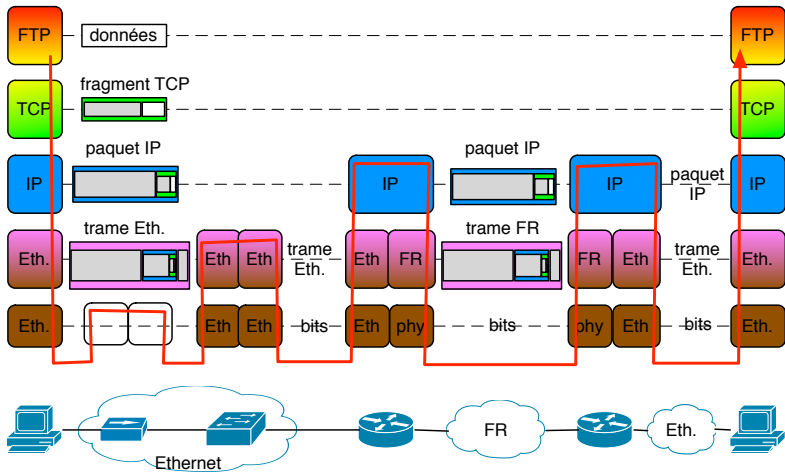 FTP
données
FTP
fragment TCP
TCP
TCP
paquet IP
paquet IP
IP
IP
IP
paquet
IP
IP
trame Eth.
trame FR
Eth.
Eth
Eth
trame
Eth.
Eth
FR
FR
Eth
trame
Eth.
Eth.
Eth.
Eth
Eth
bits
Eth
phy
bits
phy
Eth
bits
Eth.
FR
Eth.
Ethernet